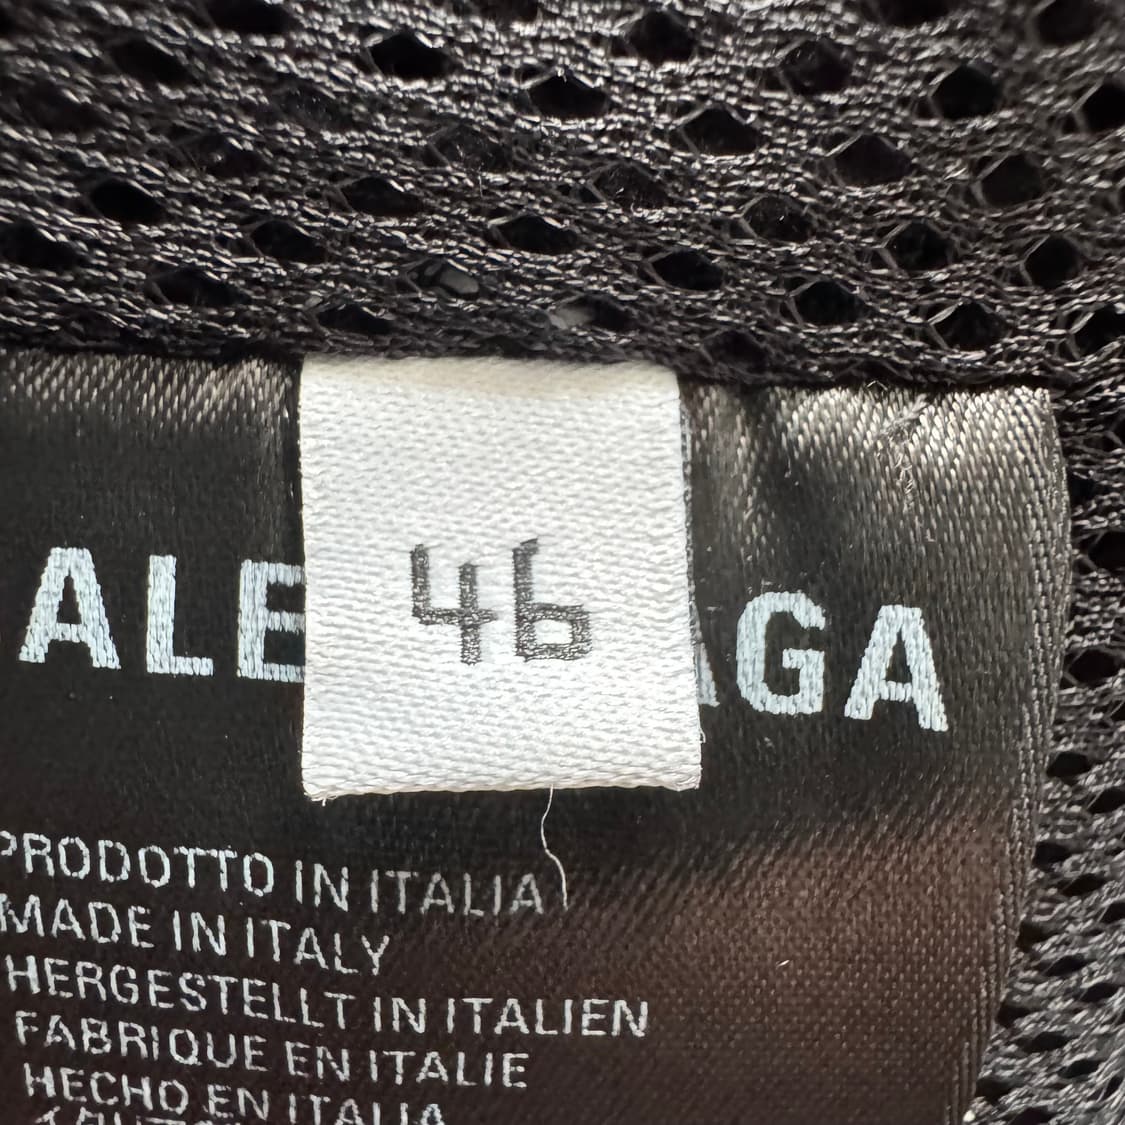 ALE
46
AGA
PRODOTTO IN ITALIA
MADE IN ITALY
HERGESTELLT IN ITALIEN
FABRIQUE EN ITALIE
HECHO EN ITALIA